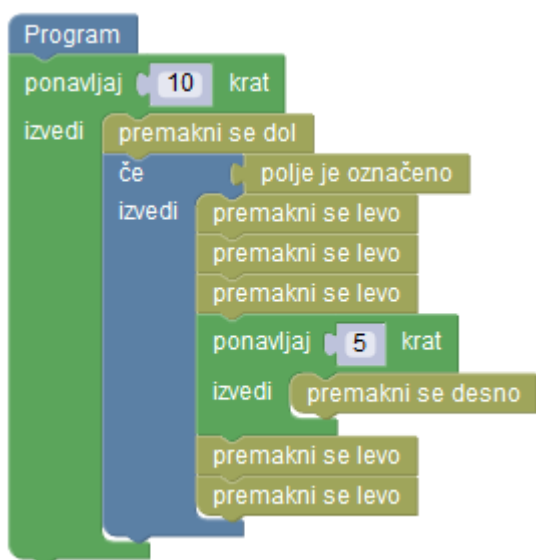 Program
ponavljaj 10 krat
izvedi premakni se dol
če polje je označeno
izvedi premakni se levo
premakni se levo
premakni se levo
ponavljaj 5 krat
izvedi premakni se desno
premakni se levo
premakni se levo